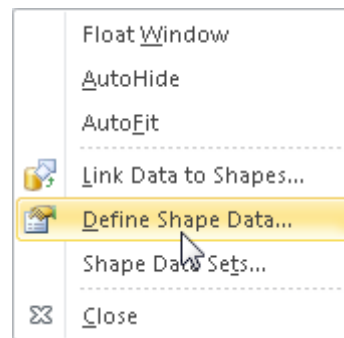 Float Window
AutoHide
AutoFit
Link Data to Shapes...
Define Shape Data...
Shape Data Sets...
Close